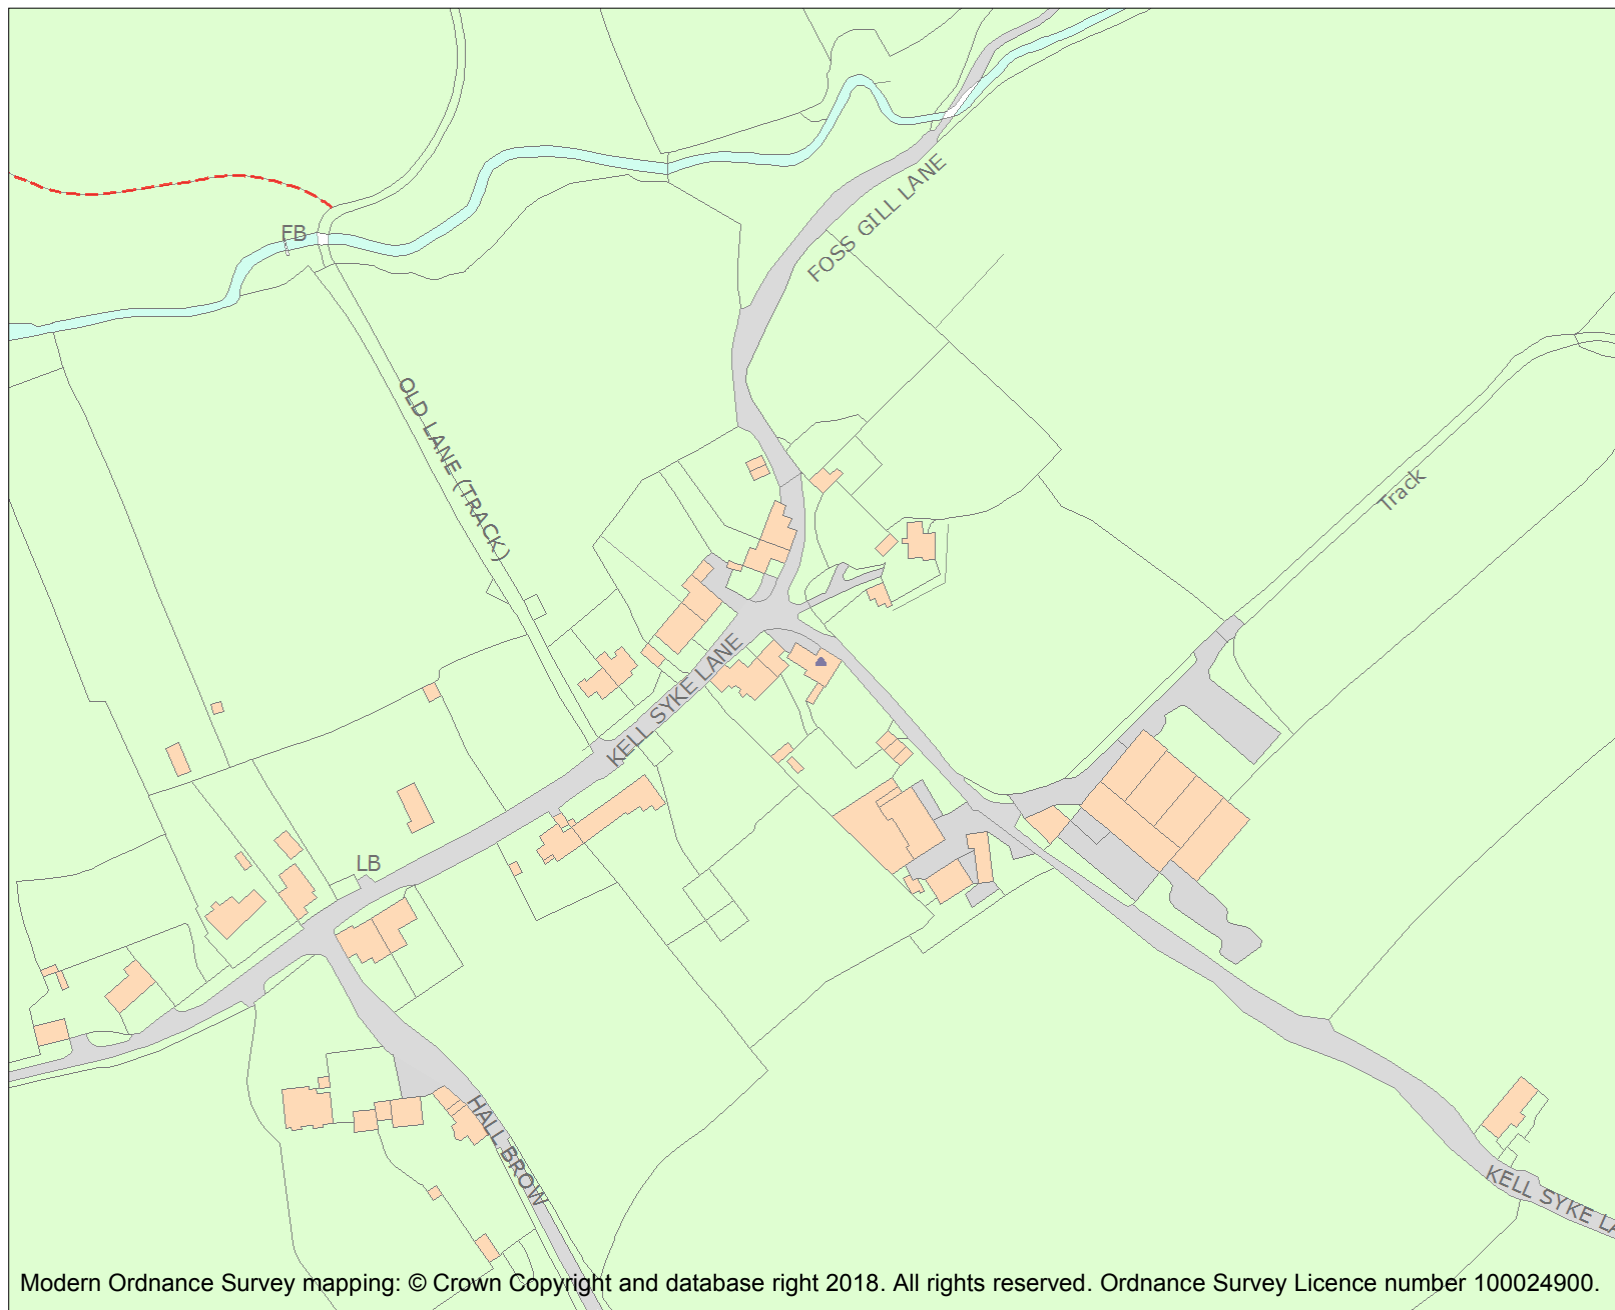 FOSS GILL LANE
FB
OLD LANE (TRACK)
Track
KELL SYKE LANE
LB
HALL BROW
KELL SYKE LA
Modern Ordnance Survey mapping: © Crown Copyright and database right 2018. All rights reserved. Ordnance Survey Licence number 100024900.